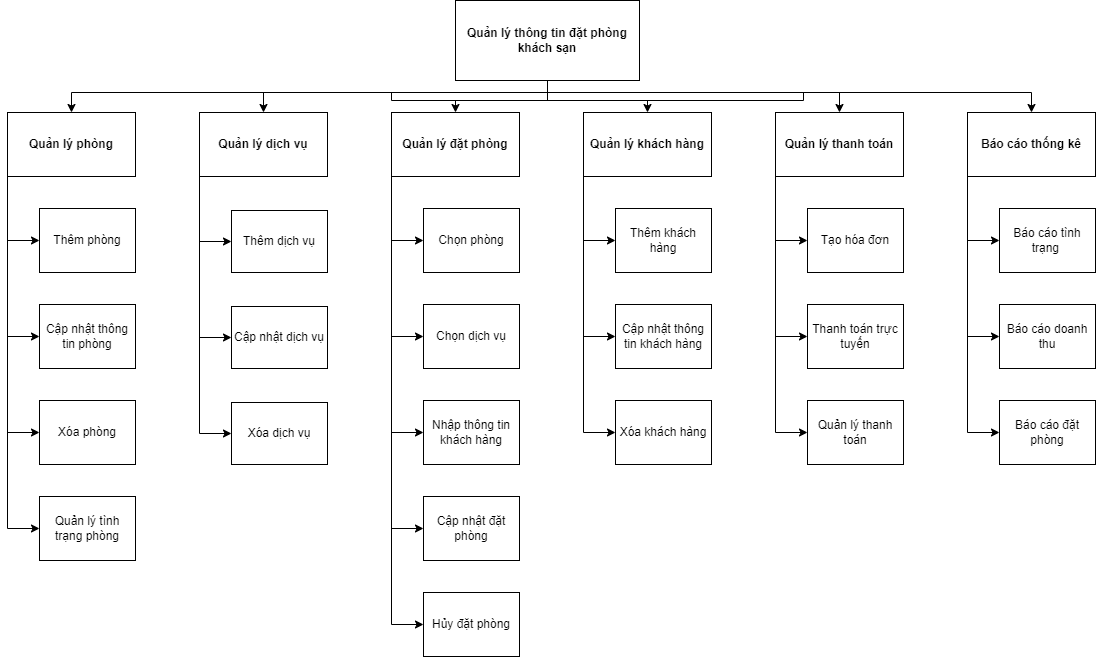 Quản lý thông tin đặt phòng
khách sạn
Quản lý phòng
Quản lý dịch vụ
Quản lý đặt phòng
Quản lý khách hàng
Quản lý thanh toán
Báo cáo thống kê
Thêm phòng
Cập nhật thông
tin phòng
Xóa phòng
Quản lý tình
trạng phòng
Thêm dịch vụ
Cập nhật dịch vụ
Xóa dịch vụ
Chọn phòng
Chọn dịch vụ
Nhập thông tin
khách hàng
Cập nhật đặt
phòng
Hủy đặt phòng
Thêm khách
hàng
Cập nhật thông
tin khách hàng
Xóa khách hàng
Tạo hóa đơn
Thanh toán trực
tuyến
Quản lý thanh
toán
Báo cáo tình
trạng
Báo cáo doanh
thu
Báo cáo đặt
phòng